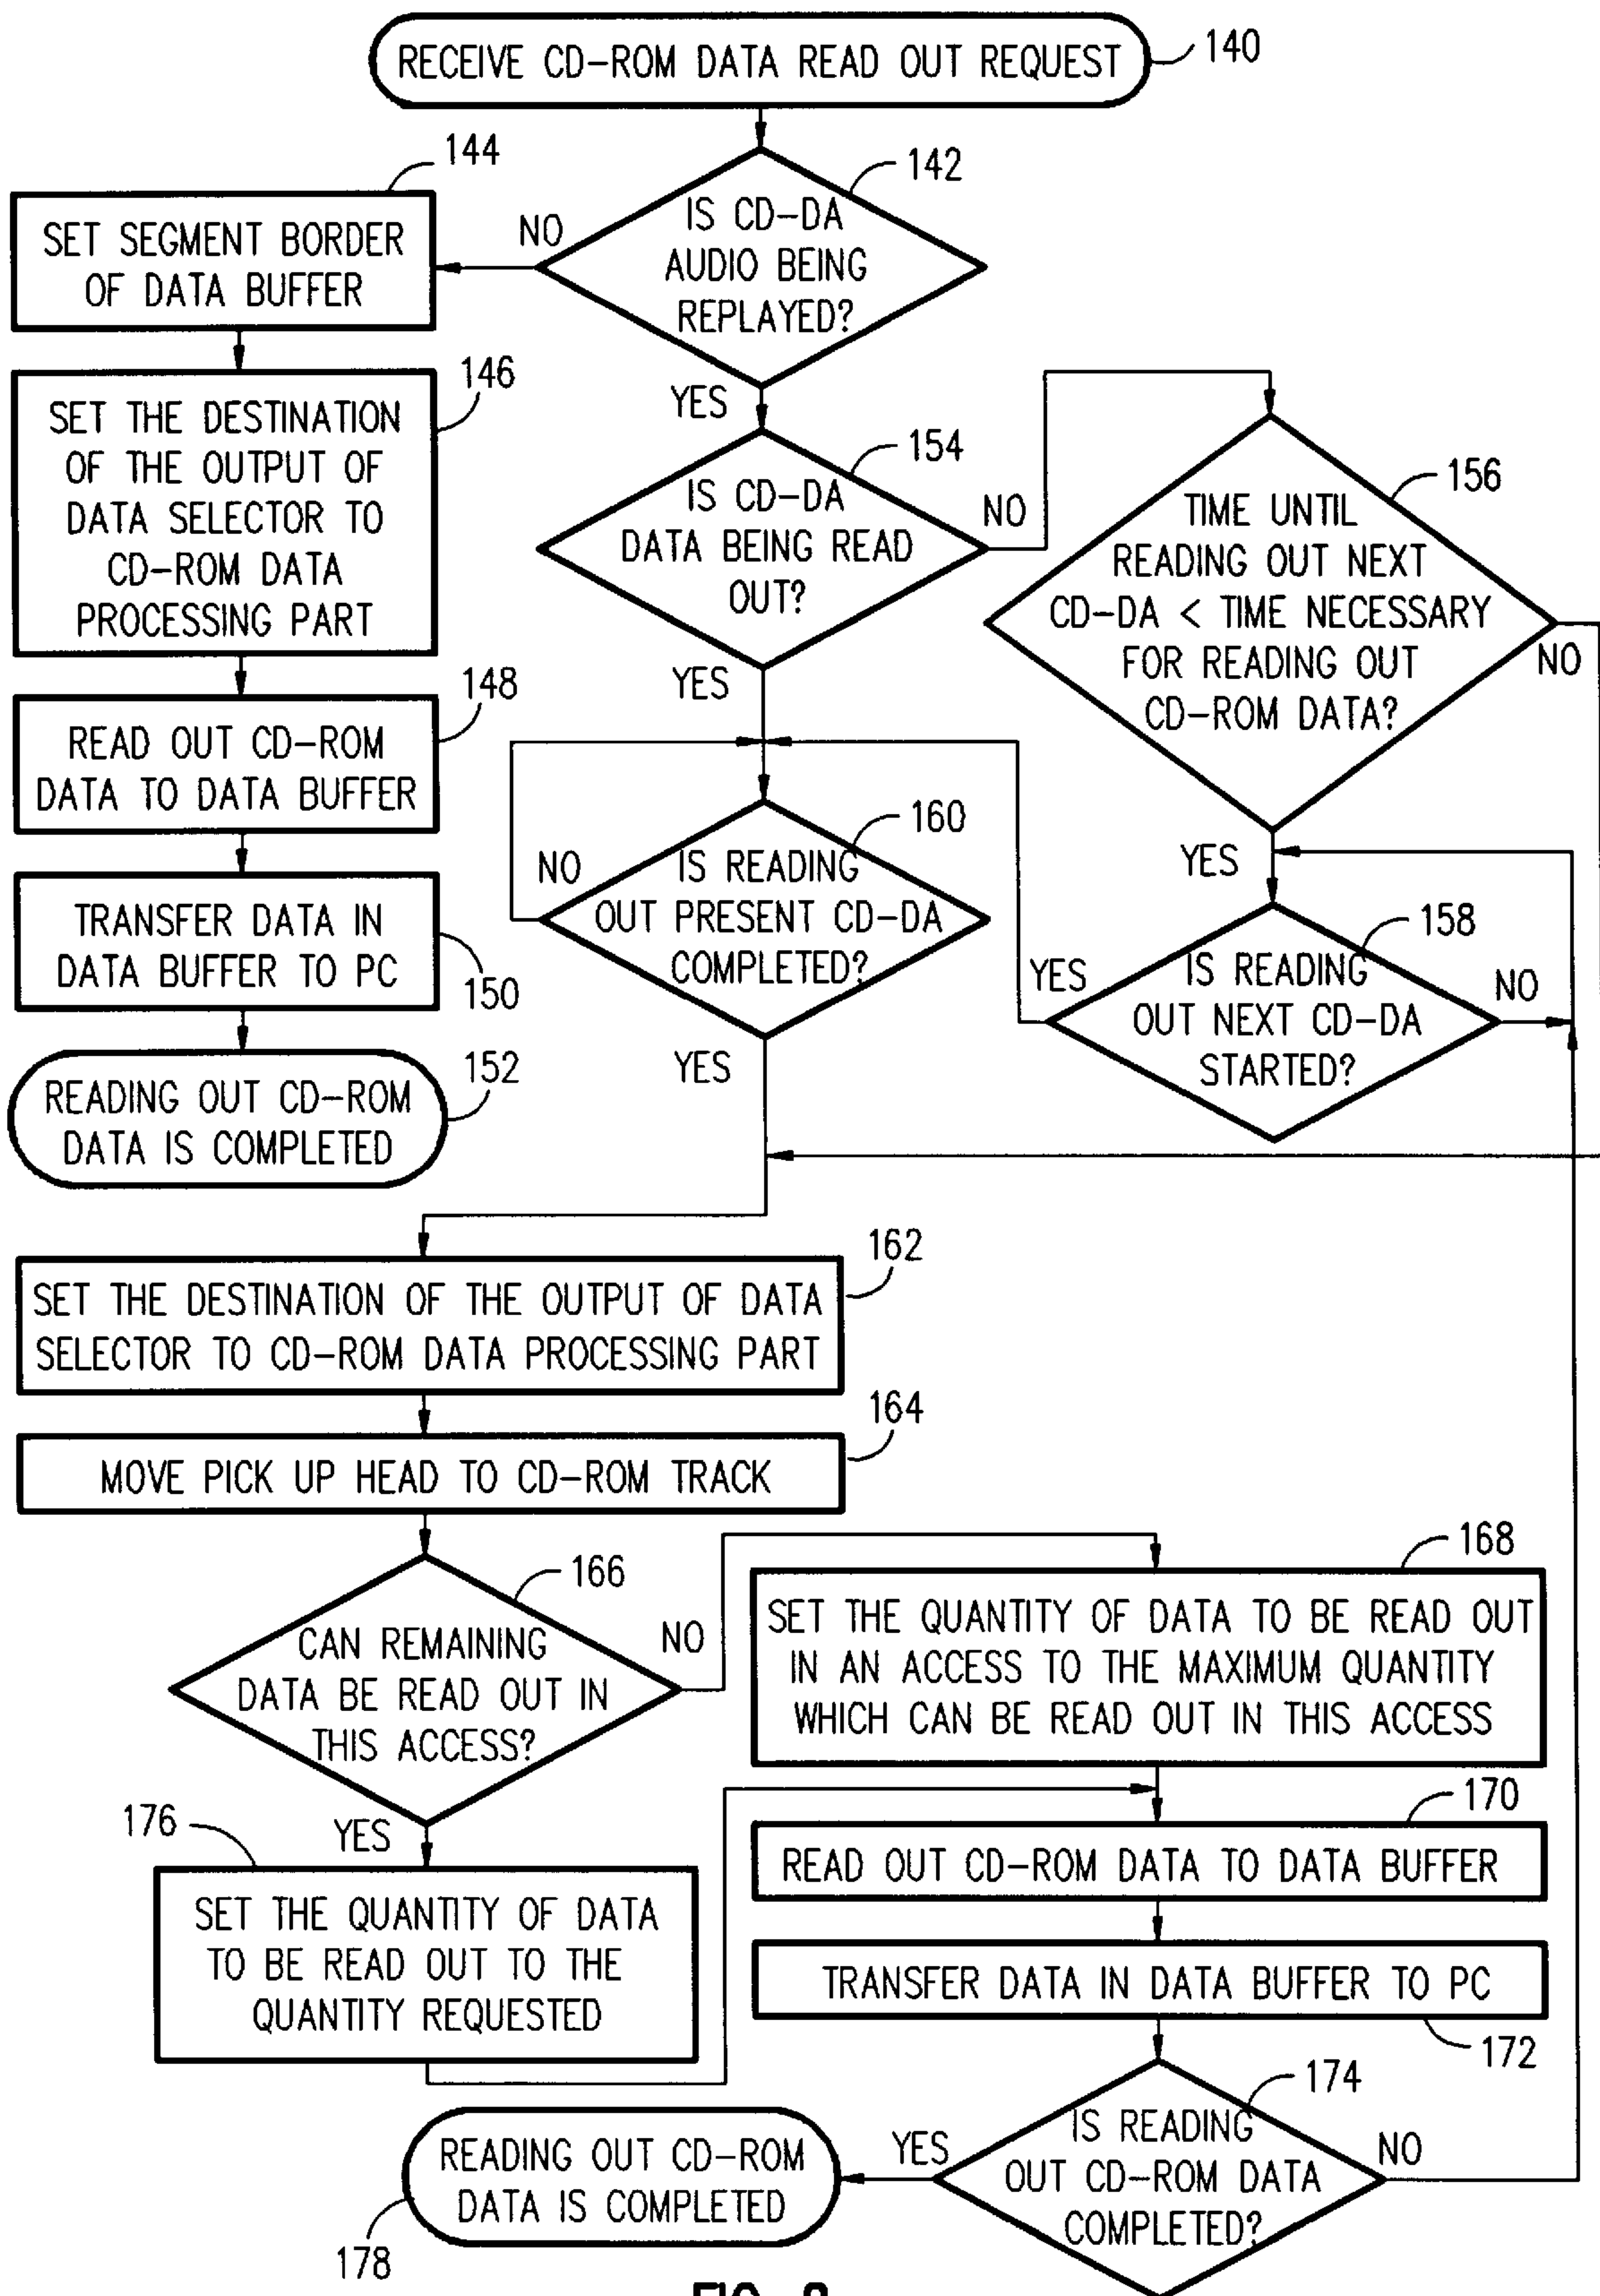 RECEIVE CD-ROM DATA READ OUT REQUEST
140
144
142
SET SEGMENT BORDER
OF DATA BUFFER
NO
IS CD-DA
AUDIO BEING
REPLAYED?
YES
146
SET THE DESTINATION
OF THE OUTPUT OF
DATA SELECTOR TO
CD-ROM DATA
PROCESSING PART
154
IS CD-DA
DATA BEING READ
OUT?
NO
YES
156
TIME UNTIL
READING OUT NEXT
CD-DA < TIME NECESSARY
FOR READING OUT
CD-ROM DATA?
NO
YES
148
READ OUT CD-ROM
DATA TO DATA BUFFER
160
NO
IS READING
OUT PRESENT CD-DA
COMPLETED?
YES
158
YES
IS READING
OUT NEXT CD-DA
STARTED?
NO
TRANSFER DATA IN
DATA BUFFER TO PC
150
152
READING OUT CD-ROM
DATA IS COMPLETED
162
SET THE DESTINATION OF THE OUTPUT OF DATA
SELECTOR TO CD-ROM DATA PROCESSING PART
164
MOVE PICK UP HEAD TO CD-ROM TRACK
166
CAN REMAINING
DATA BE READ OUT IN
THIS ACCESS?
NO
YES
168
SET THE QUANTITY OF DATA TO BE READ OUT
IN AN ACCESS TO THE MAXIMUM QUANTITY
WHICH CAN BE READ OUT IN THIS ACCESS
176
SET THE QUANTITY OF DATA
TO BE READ OUT TO THE
QUANTITY REQUESTED
170
READ OUT CD-ROM DATA TO DATA BUFFER
TRANSFER DATA IN DATA BUFFER TO PC
172
174
IS READING
OUT CD-ROM DATA
COMPLETED?
YES
NO
READING OUT CD-ROM
DATA IS COMPLETED
178